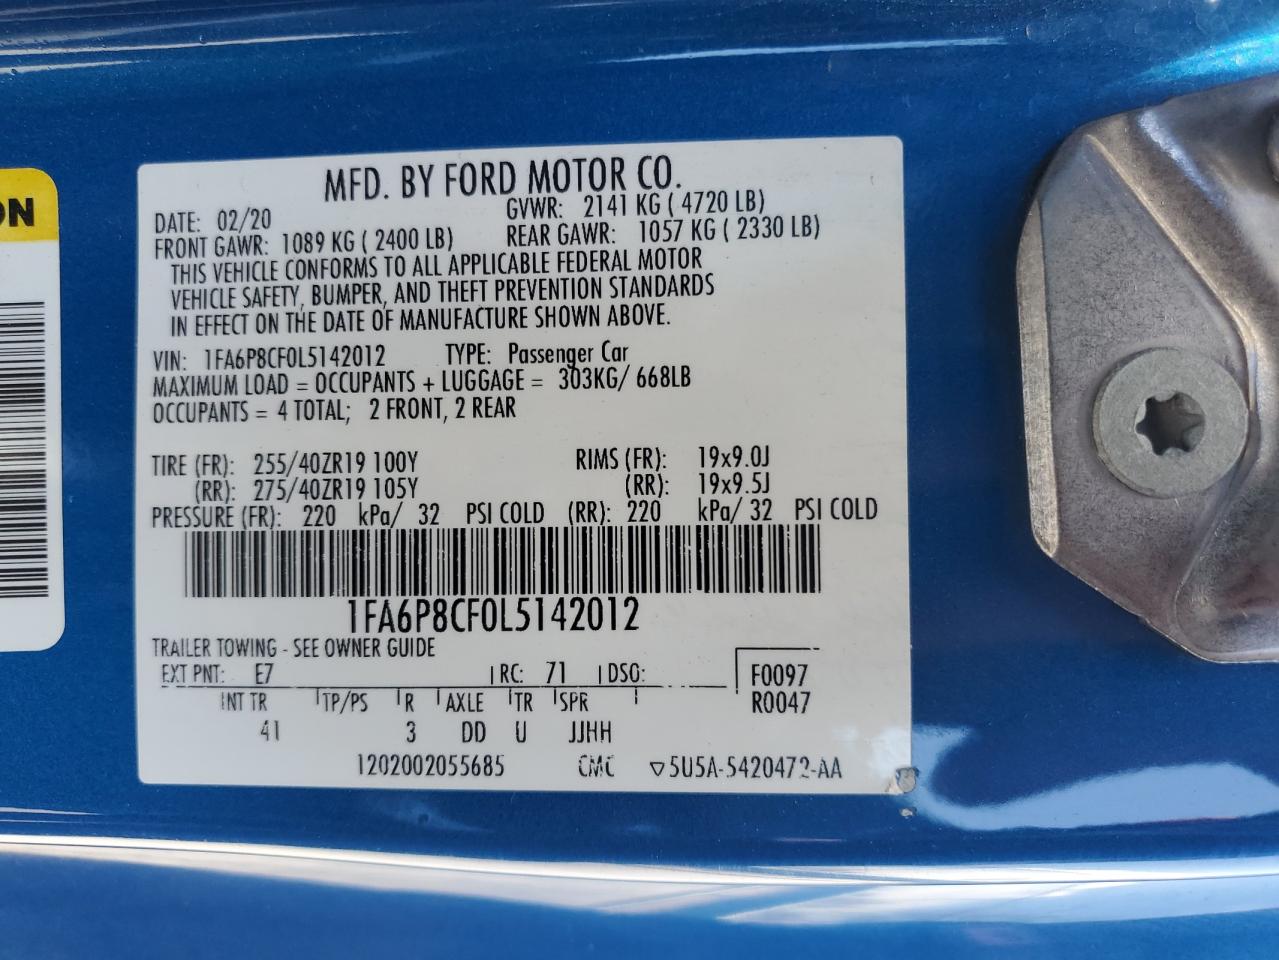 ON
MFD. BY FORD MOTOR CO.
DATE: 02/20 GVWR: 2141 KG ( 4720 LB)
FRONT GAWR: 1089 KG ( 2400 LB) REAR GAWR: 1057 KG ( 2330 LB)
THIS VEHICLE CONFORMS TO ALL APPLICABLE FEDERAL MOTOR
VEHICLE SAFETY, BUMPER, AND THEFT PREVENTION STANDARDS
IN EFFECT ON THE DATE OF MANUFACTURE SHOWN ABOVE.
VIN: 1FA6P8CF0L5142012 TYPE: Passenger Car
MAXIMUM LOAD = OCCUPANTS + LUGGAGE = 303KG/ 668LB
OCCUPANTS = 4 TOTAL; 2 FRONT, 2 REAR
TIRE (FR): 255/40ZR19 100Y RIMS (FR): 19x9.0J
(RR): 275/40ZR19 105Y (RR): 19x9.5J
PRESSURE (FR): 220 kPa/ 32 PSI COLD (RR): 220 kPa/ 32 PSI COLD
1FA6P8CF0L5142012
TRAILER TOWING - SEE OWNER GUIDE
EXT PNT: E7 RC: 71 DSO: F0097
INT TR TP/PS R AXLE TR SPR R0047
41 3 DD U JJHH
1202002055685 CMC ▽5U5A-5420472-AA